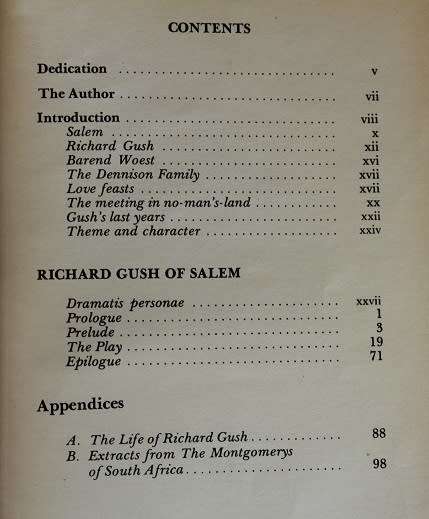 CONTENTS
Dedication .............................. v
The Author .............................. vii
Introduction .............................. viii
Salem .............................. x
Richard Gush .............................. xii
Barend Woest .............................. xvi
The Dennison Family .............................. xvii
Love feasts .............................. xvii
The meeting in no-man's-land .............................. xx
Gush's last years .............................. xxii
Theme and character .............................. xxiv
RICHARD GUSH OF SALEM
Dramatis personae .............................. xxvii
Prologue .............................. 1
Prelude .............................. 3
The Play .............................. 19
Epilogue .............................. 71
Appendices
A. The Life of Richard Gush .............................. 88
B. Extracts from The Montgomerys
of South Africa .............................. 98